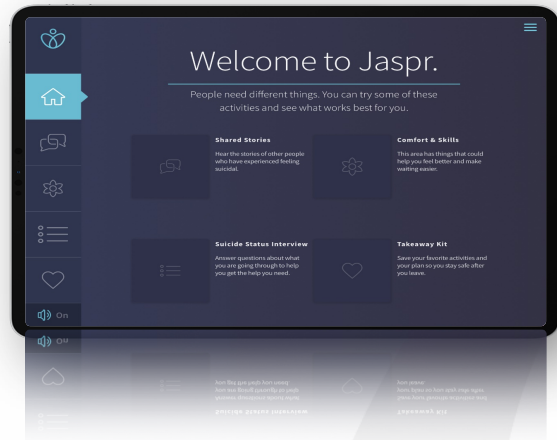 Welcome to Jaspr.
People need different things. You can try some of these
activities and see what works best for you.
Shared Stories
Hear the stories of other people
who have experienced feeling
suicidal.
Comfort & Skills
This area has things that could
help you feel better and make
waiting easier.
Suicide Status Interview
Answer questions about what
you are going through to help
you get the help you need.
Takeaway Kit
Save your favorite activities and
your plan so you stay safe after
you leave.
On